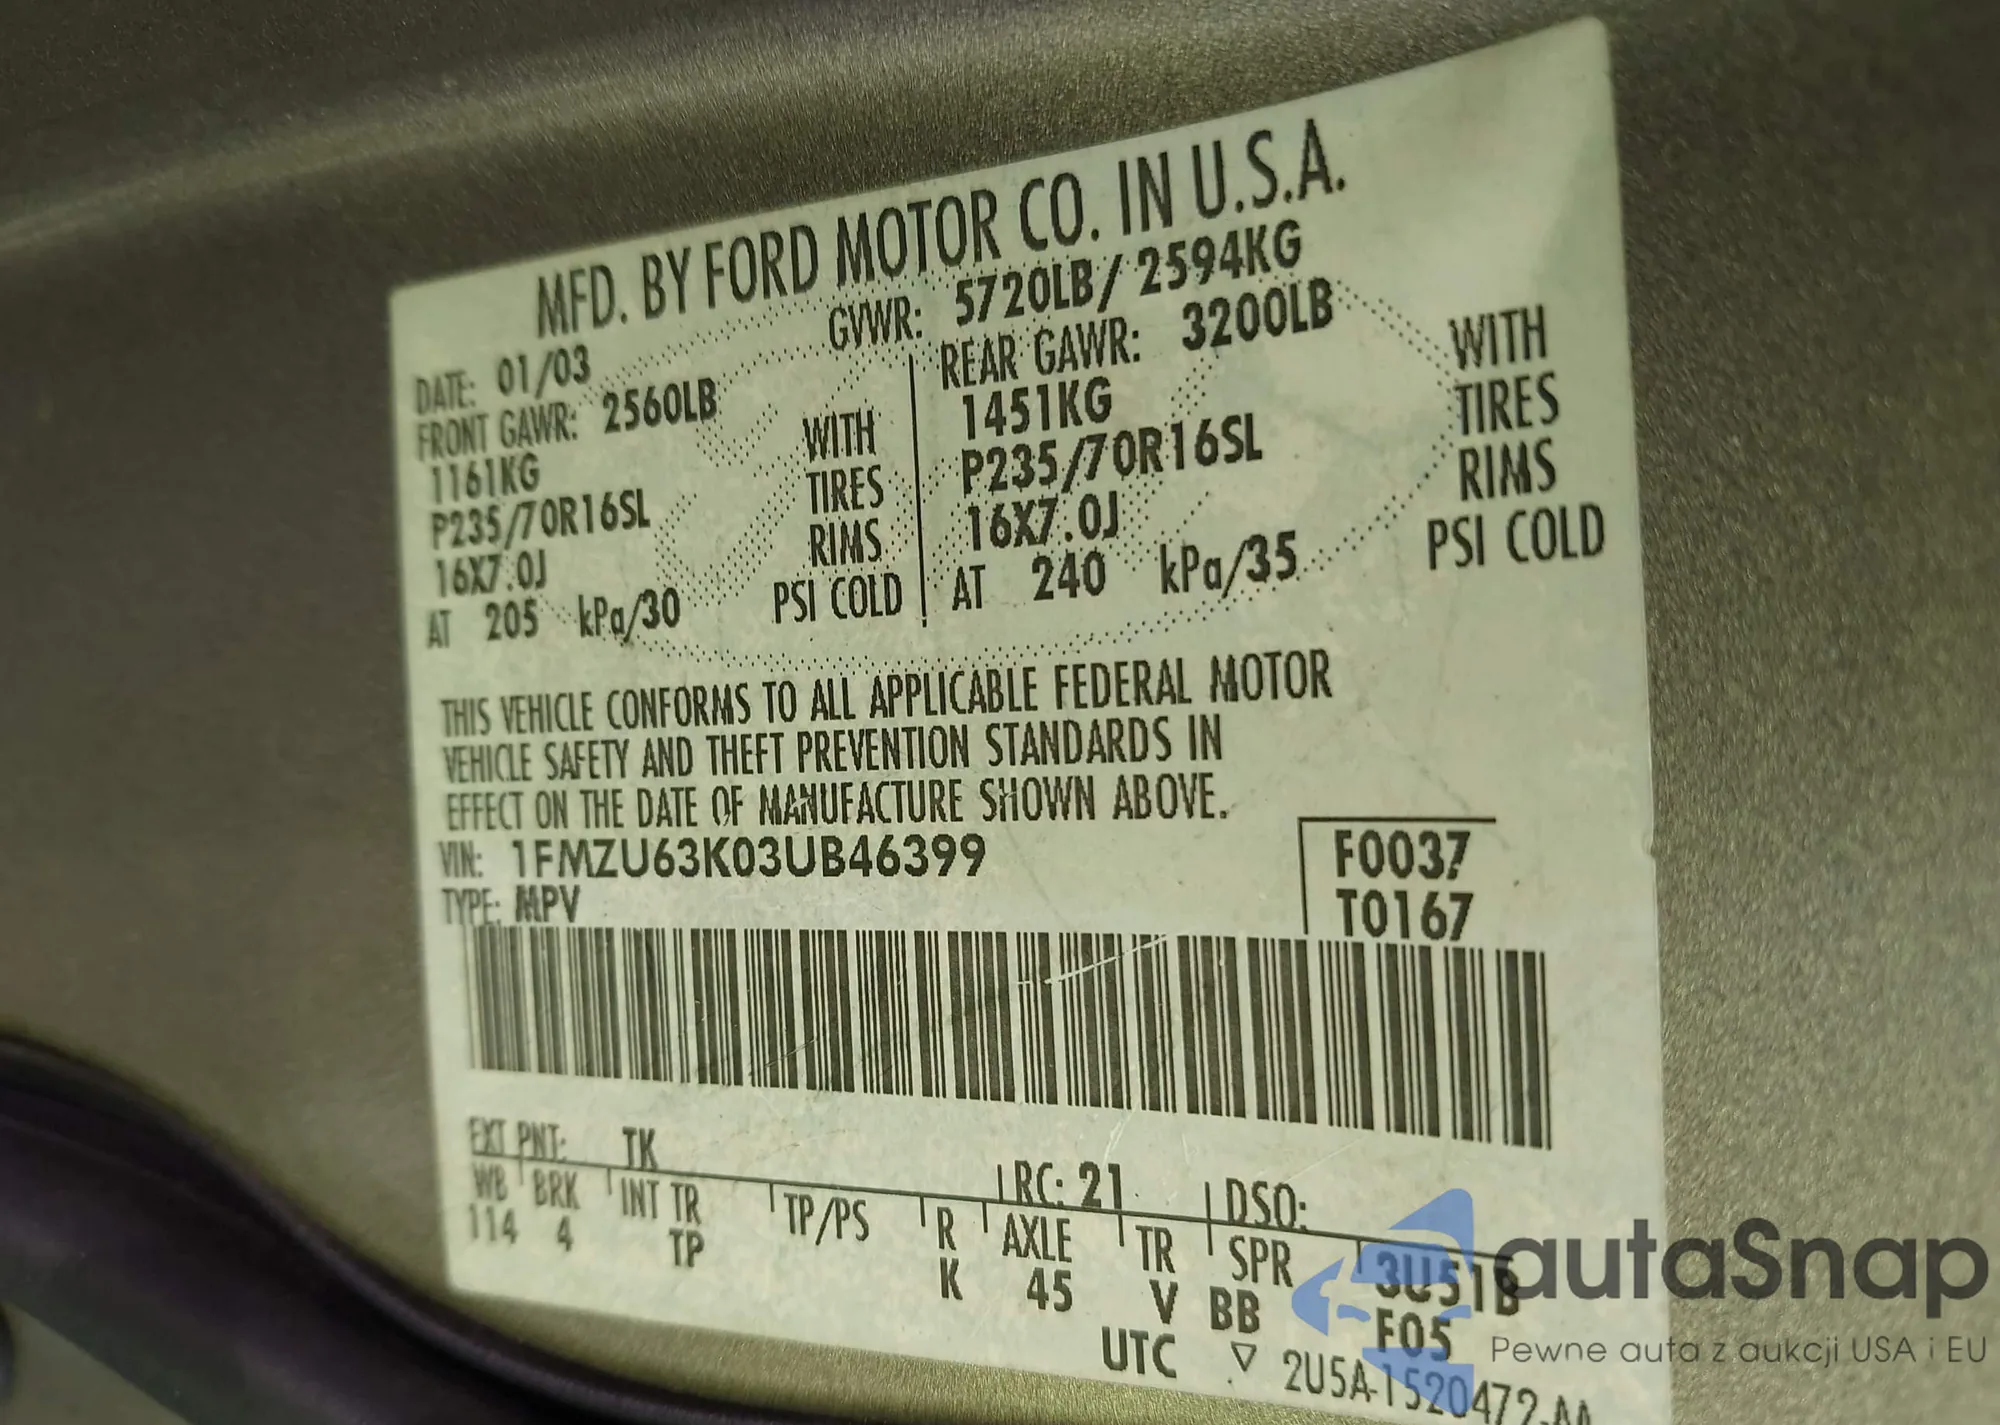 MFD. BY FORD MOTOR CO. IN U.S.A.
DATE: 01/03 GVWR: 5720LB/ 2594KG
FRONT GAWR: 2560LB REAR GAWR: 3200LB
1161KG WITH 1451KG WITH
P235/70R16SL TIRES P235/70R16SL TIRES
16X7.0J RIMS 16X7.0J RIMS
AT 205 kPa/30 PSI COLD AT 240 kPa/35 PSI COLD
THIS VEHICLE CONFORMS TO ALL APPLICABLE FEDERAL MOTOR
VEHICLE SAFETY AND THEFT PREVENTION STANDARDS IN
EFFECT ON THE DATE OF MANUFACTURE SHOWN ABOVE.
VIN: 1FMZU63K03UB46399 F0037
TYPE: MPV T0167
EXT PNT: TK RC: 21 DSO:
WB BRK INT TR TP/PS R AXLE TR SPR 3U51B
114 4 TP K 45 V BB F05
UTC ▽ 2U5A-1520472-AA
autaSnap
Pewne auta z aukcji USA i EU